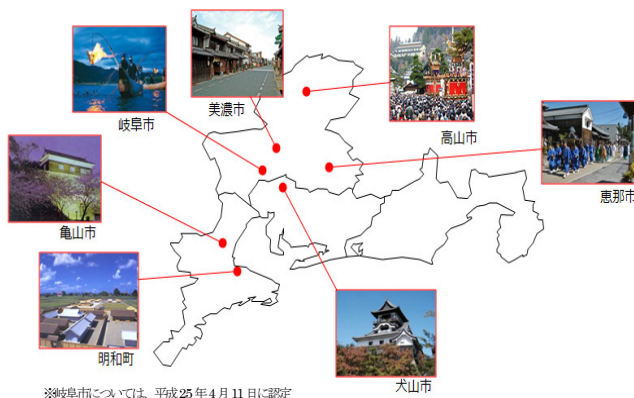 美濃市
岐阜市
高山市
恵那市
亀山市
明和町
犬山市
※岐阜市については、平成25年4月11日に認定